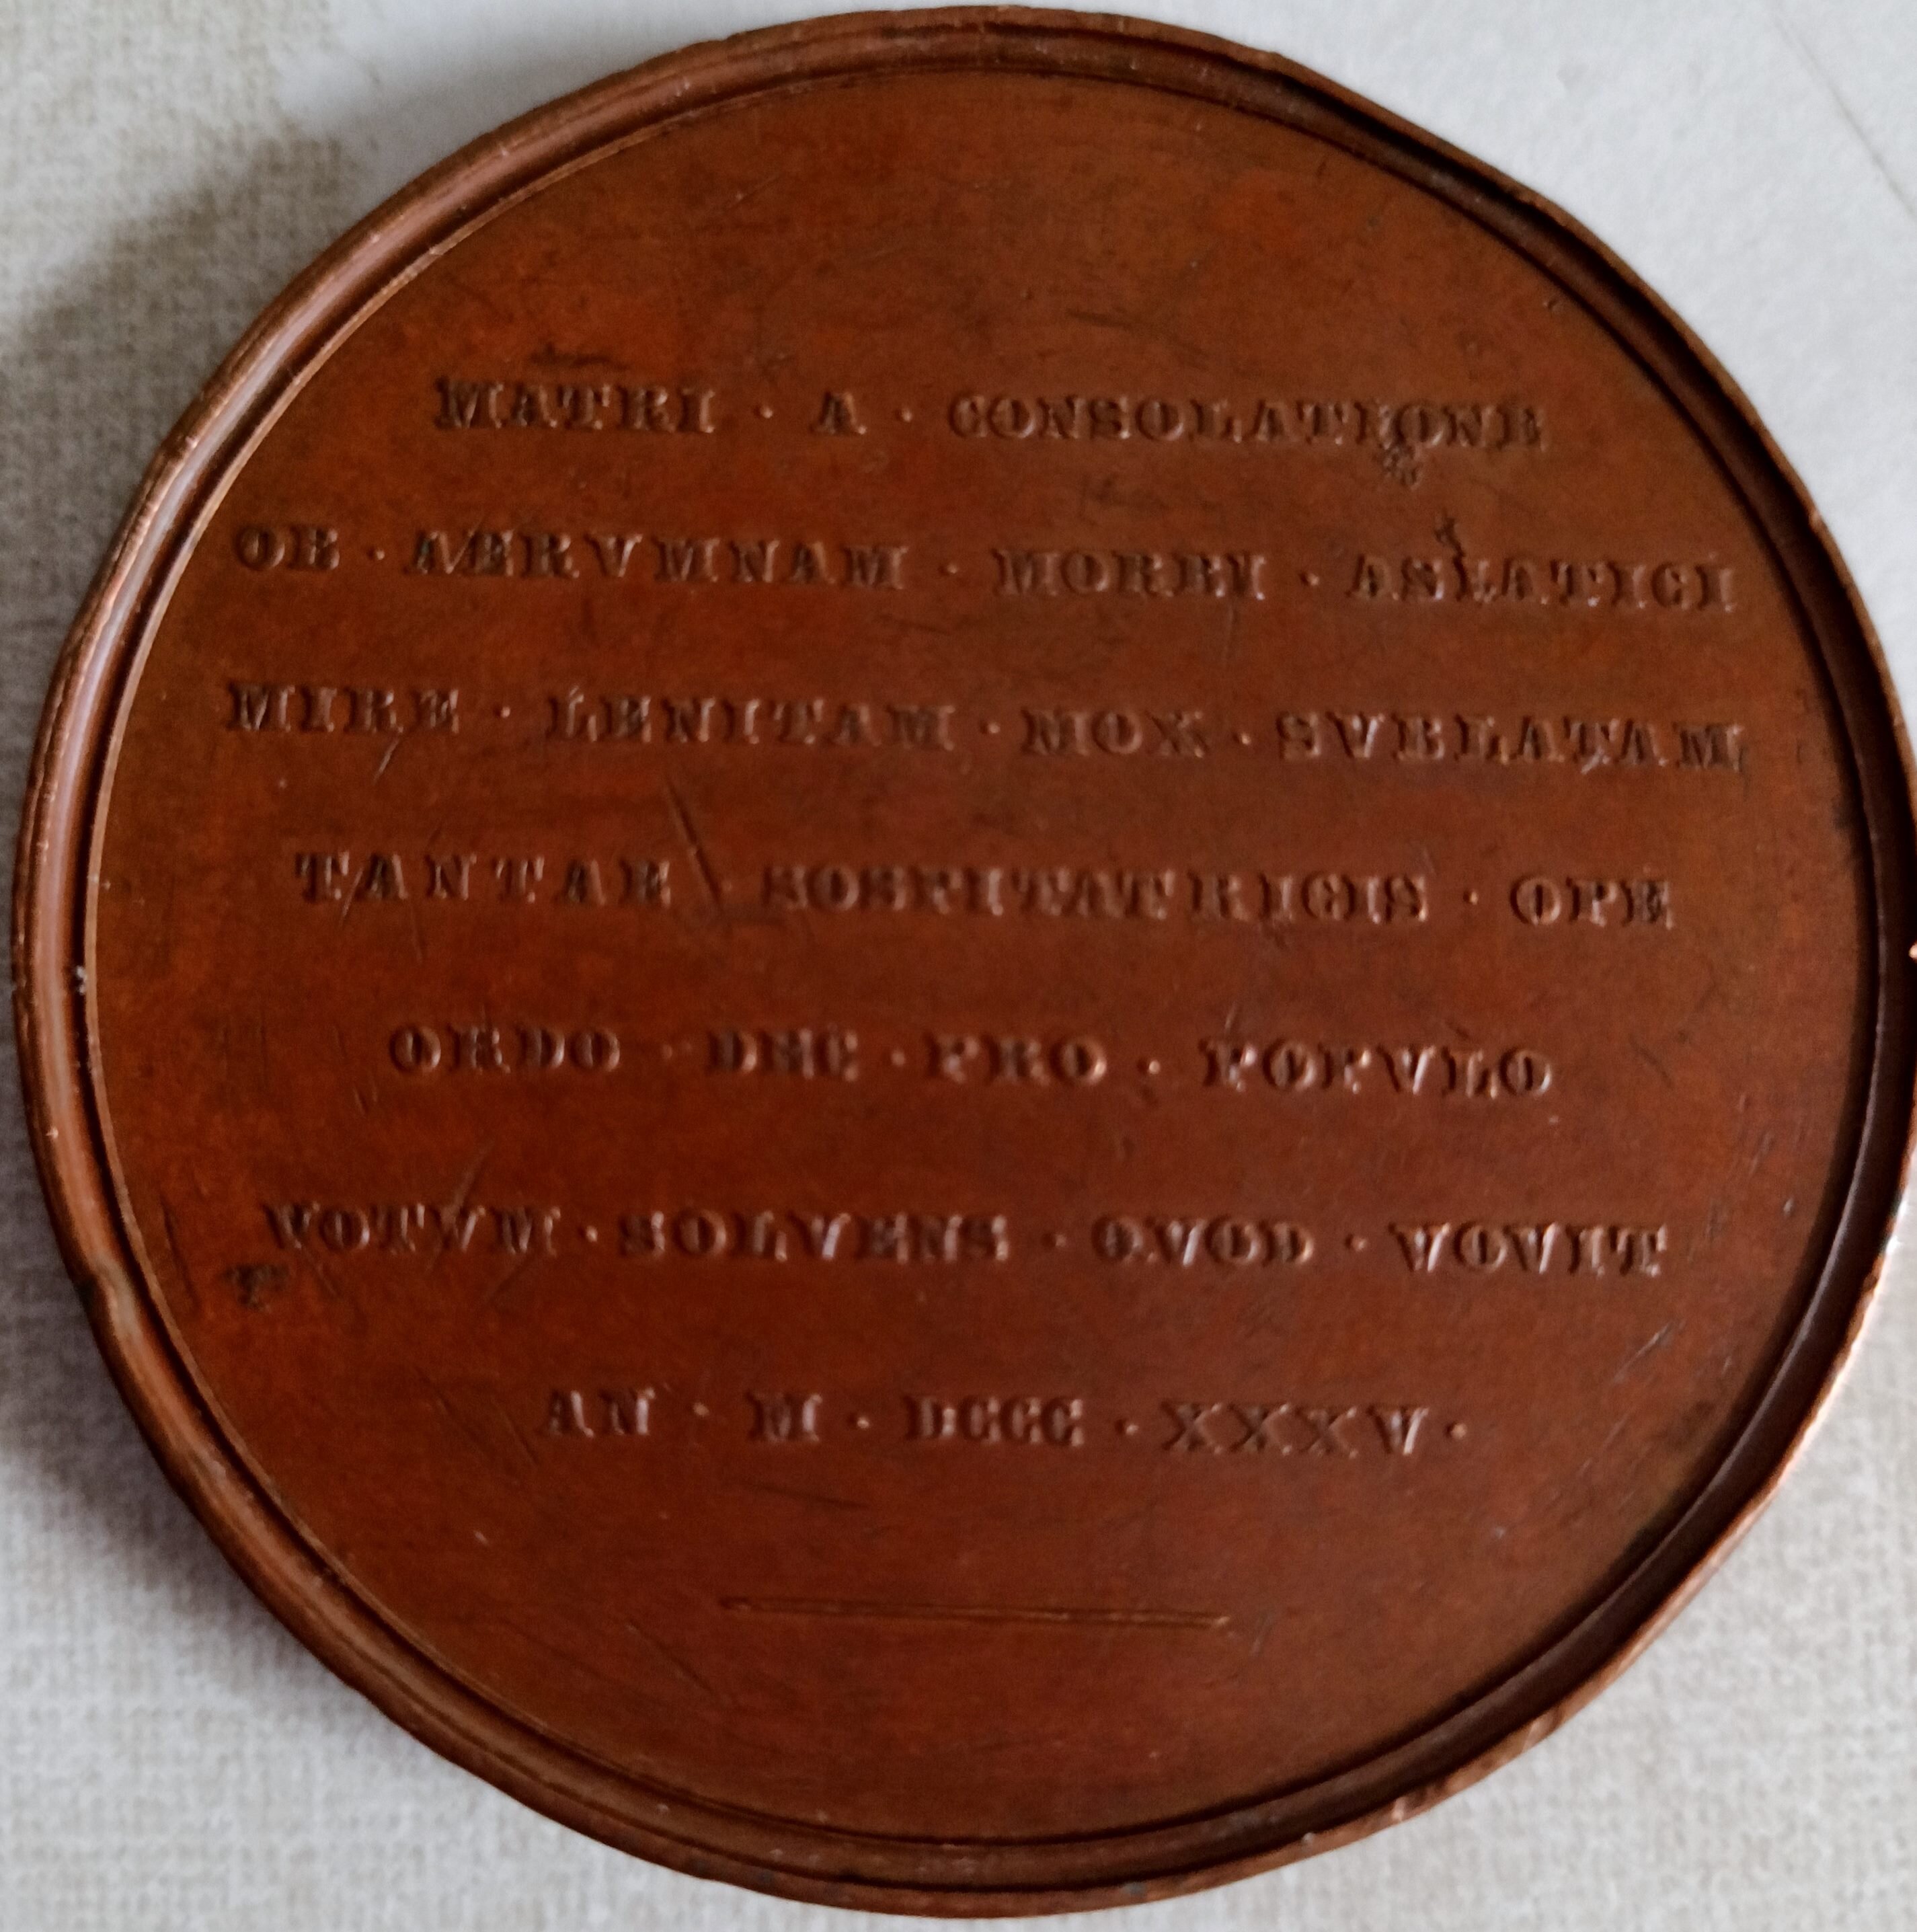 MATRI · A · CONSOLATIONE
OB · AERVMNAM · MORBI · ASIATICI
MIRE · LENITAM · MOX · SVBLATAM
TANTAE · SOSPITATRICIS · OPE
ORDO · DEC · PRO · POPVLO
VOTVM · SOLVENS · QVOD · VOVIT
AN · M · DCCC · XXXV ·